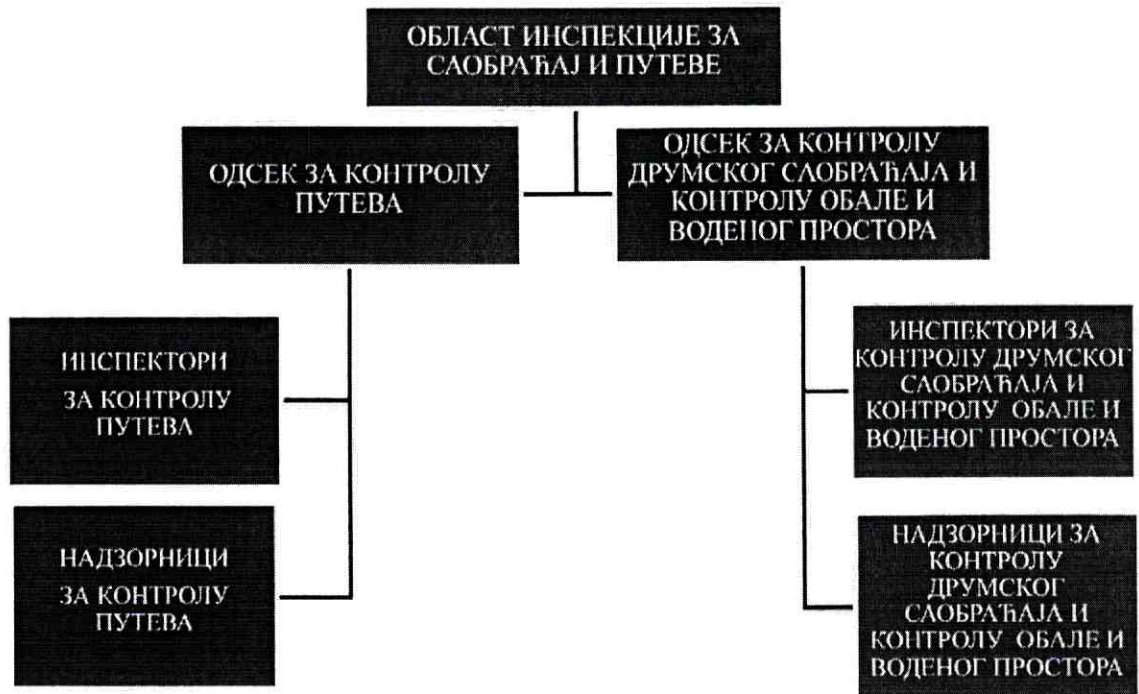 ОБЛАСТ ИНСПЕКЦИЈЕ ЗА
САОБРАЋАЈ И ПУТЕВЕ
ОДСЕК ЗА КОНТРОЛУ
ПУТЕВА
ОДСЕК ЗА КОНТРОЛУ
ДРУМСКОГ САОБРАЋАЈА И
КОНТРОЛУ ОБАЛЕ И
ВОДЕНОГ ПРОСТОРА
ИНСПЕКТОРИ
ЗА КОНТРОЛУ
ПУТЕВА
ИНСПЕКТОРИ ЗА
КОНТРОЛУ ДРУМСКОГ
САОБРАЋАЈА И
КОНТРОЛУ ОБАЛЕ И
ВОДЕНОГ ПРОСТОРА
НАДЗОРНИЦИ
ЗА КОНТРОЛУ
ПУТЕВА
НАДЗОРНИЦИ ЗА
КОНТРОЛУ
ДРУМСКОГ
САОБРАЋАЈА И
КОНТРОЛУ ОБАЛЕ И
ВОДЕНОГ ПРОСТОРА